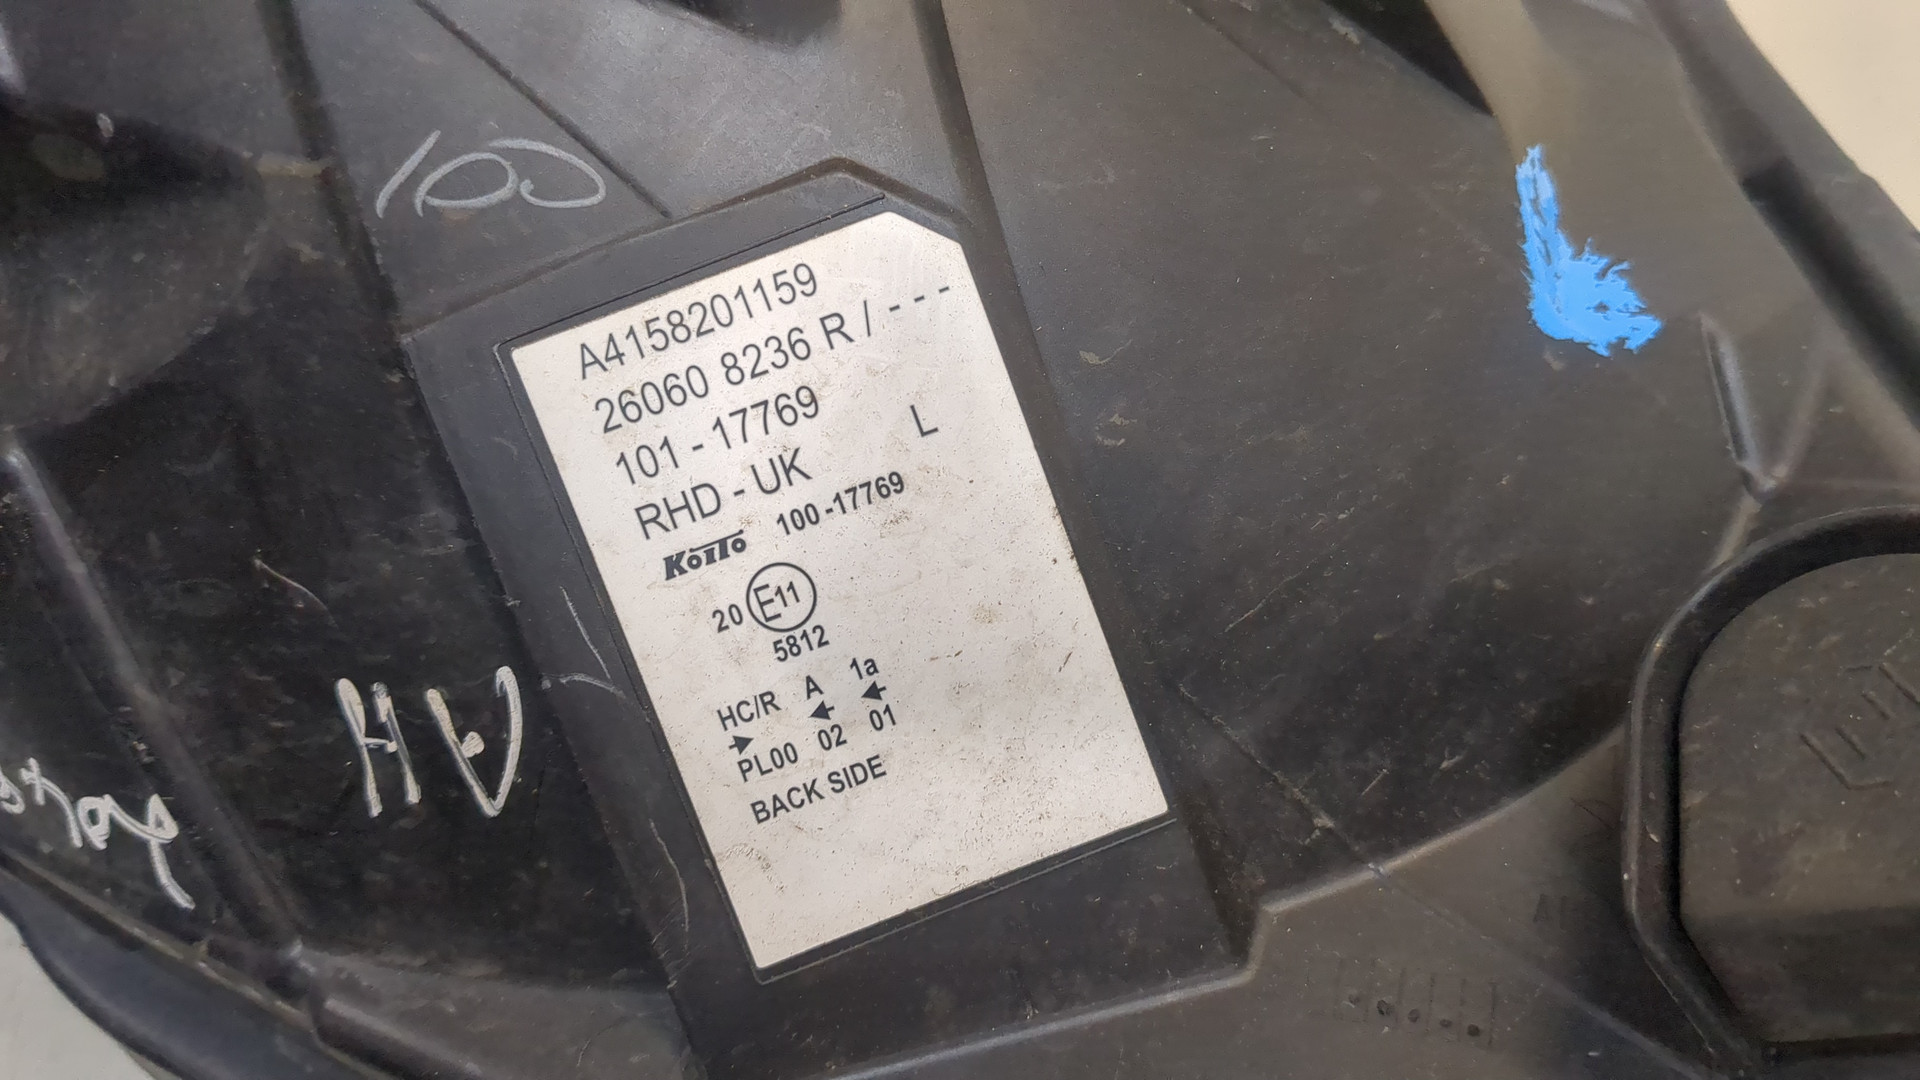 100
A4158201159
26060 8236 R / - - -
101 - 17769
RHD - UK L
KOITO 100 -17769
20 E11
5812
HC/R A 1a
PL00 02 01
BACK SIDE